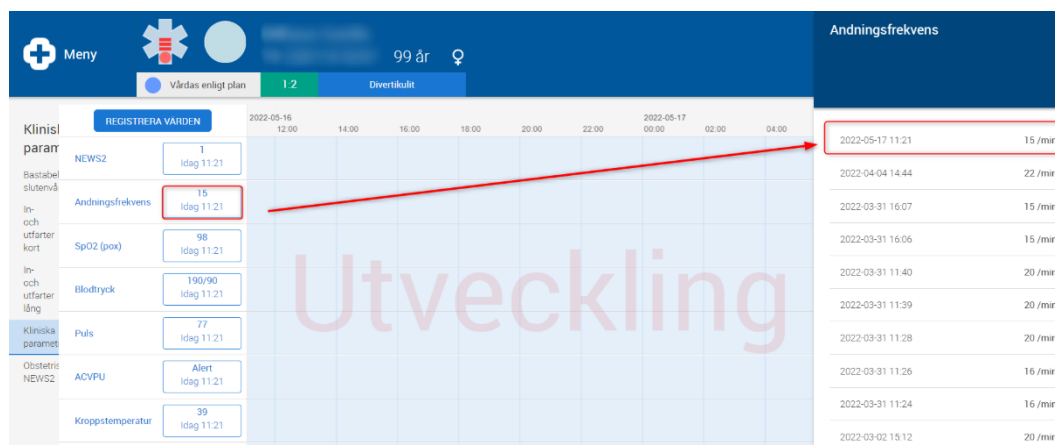 Meny
99 år
Vårdas enligt plan
1:2
Divertikulit
Andningsfrekvens
Klinisl
param
Bastabel
slutenvå
In-
och
utfarter
kort
In-
och
utfarter
lång
Kliniska
paramet
Obstetris
NEWS2
REGISTRERA VÄRDEN
NEWS2
1
Idag 11:21
Andningsfrekvens
15
Idag 11:21
SpO2 (pox)
98
Idag 11:21
Blodtryck
190/90
Idag 11:21
Puls
77
Idag 11:21
ACVPU
Alert
Idag 11:21
Kroppstemperatur
39
Idag 11:21
2022-05-16 2022-05-17
12:00 14:00 16:00 18:00 20:00 22:00 00:00 02:00 04:00
Utveckling
2022-05-17 11:21 15 /min
2022-04-04 14:44 22 /min
2022-03-31 16:07 15 /min
2022-03-31 16:06 15 /min
2022-03-31 11:40 20 /min
2022-03-31 11:39 20 /min
2022-03-31 11:28 20 /min
2022-03-31 11:26 16 /min
2022-03-31 11:24 16 /min
2022-03-02 15:12 20 /min